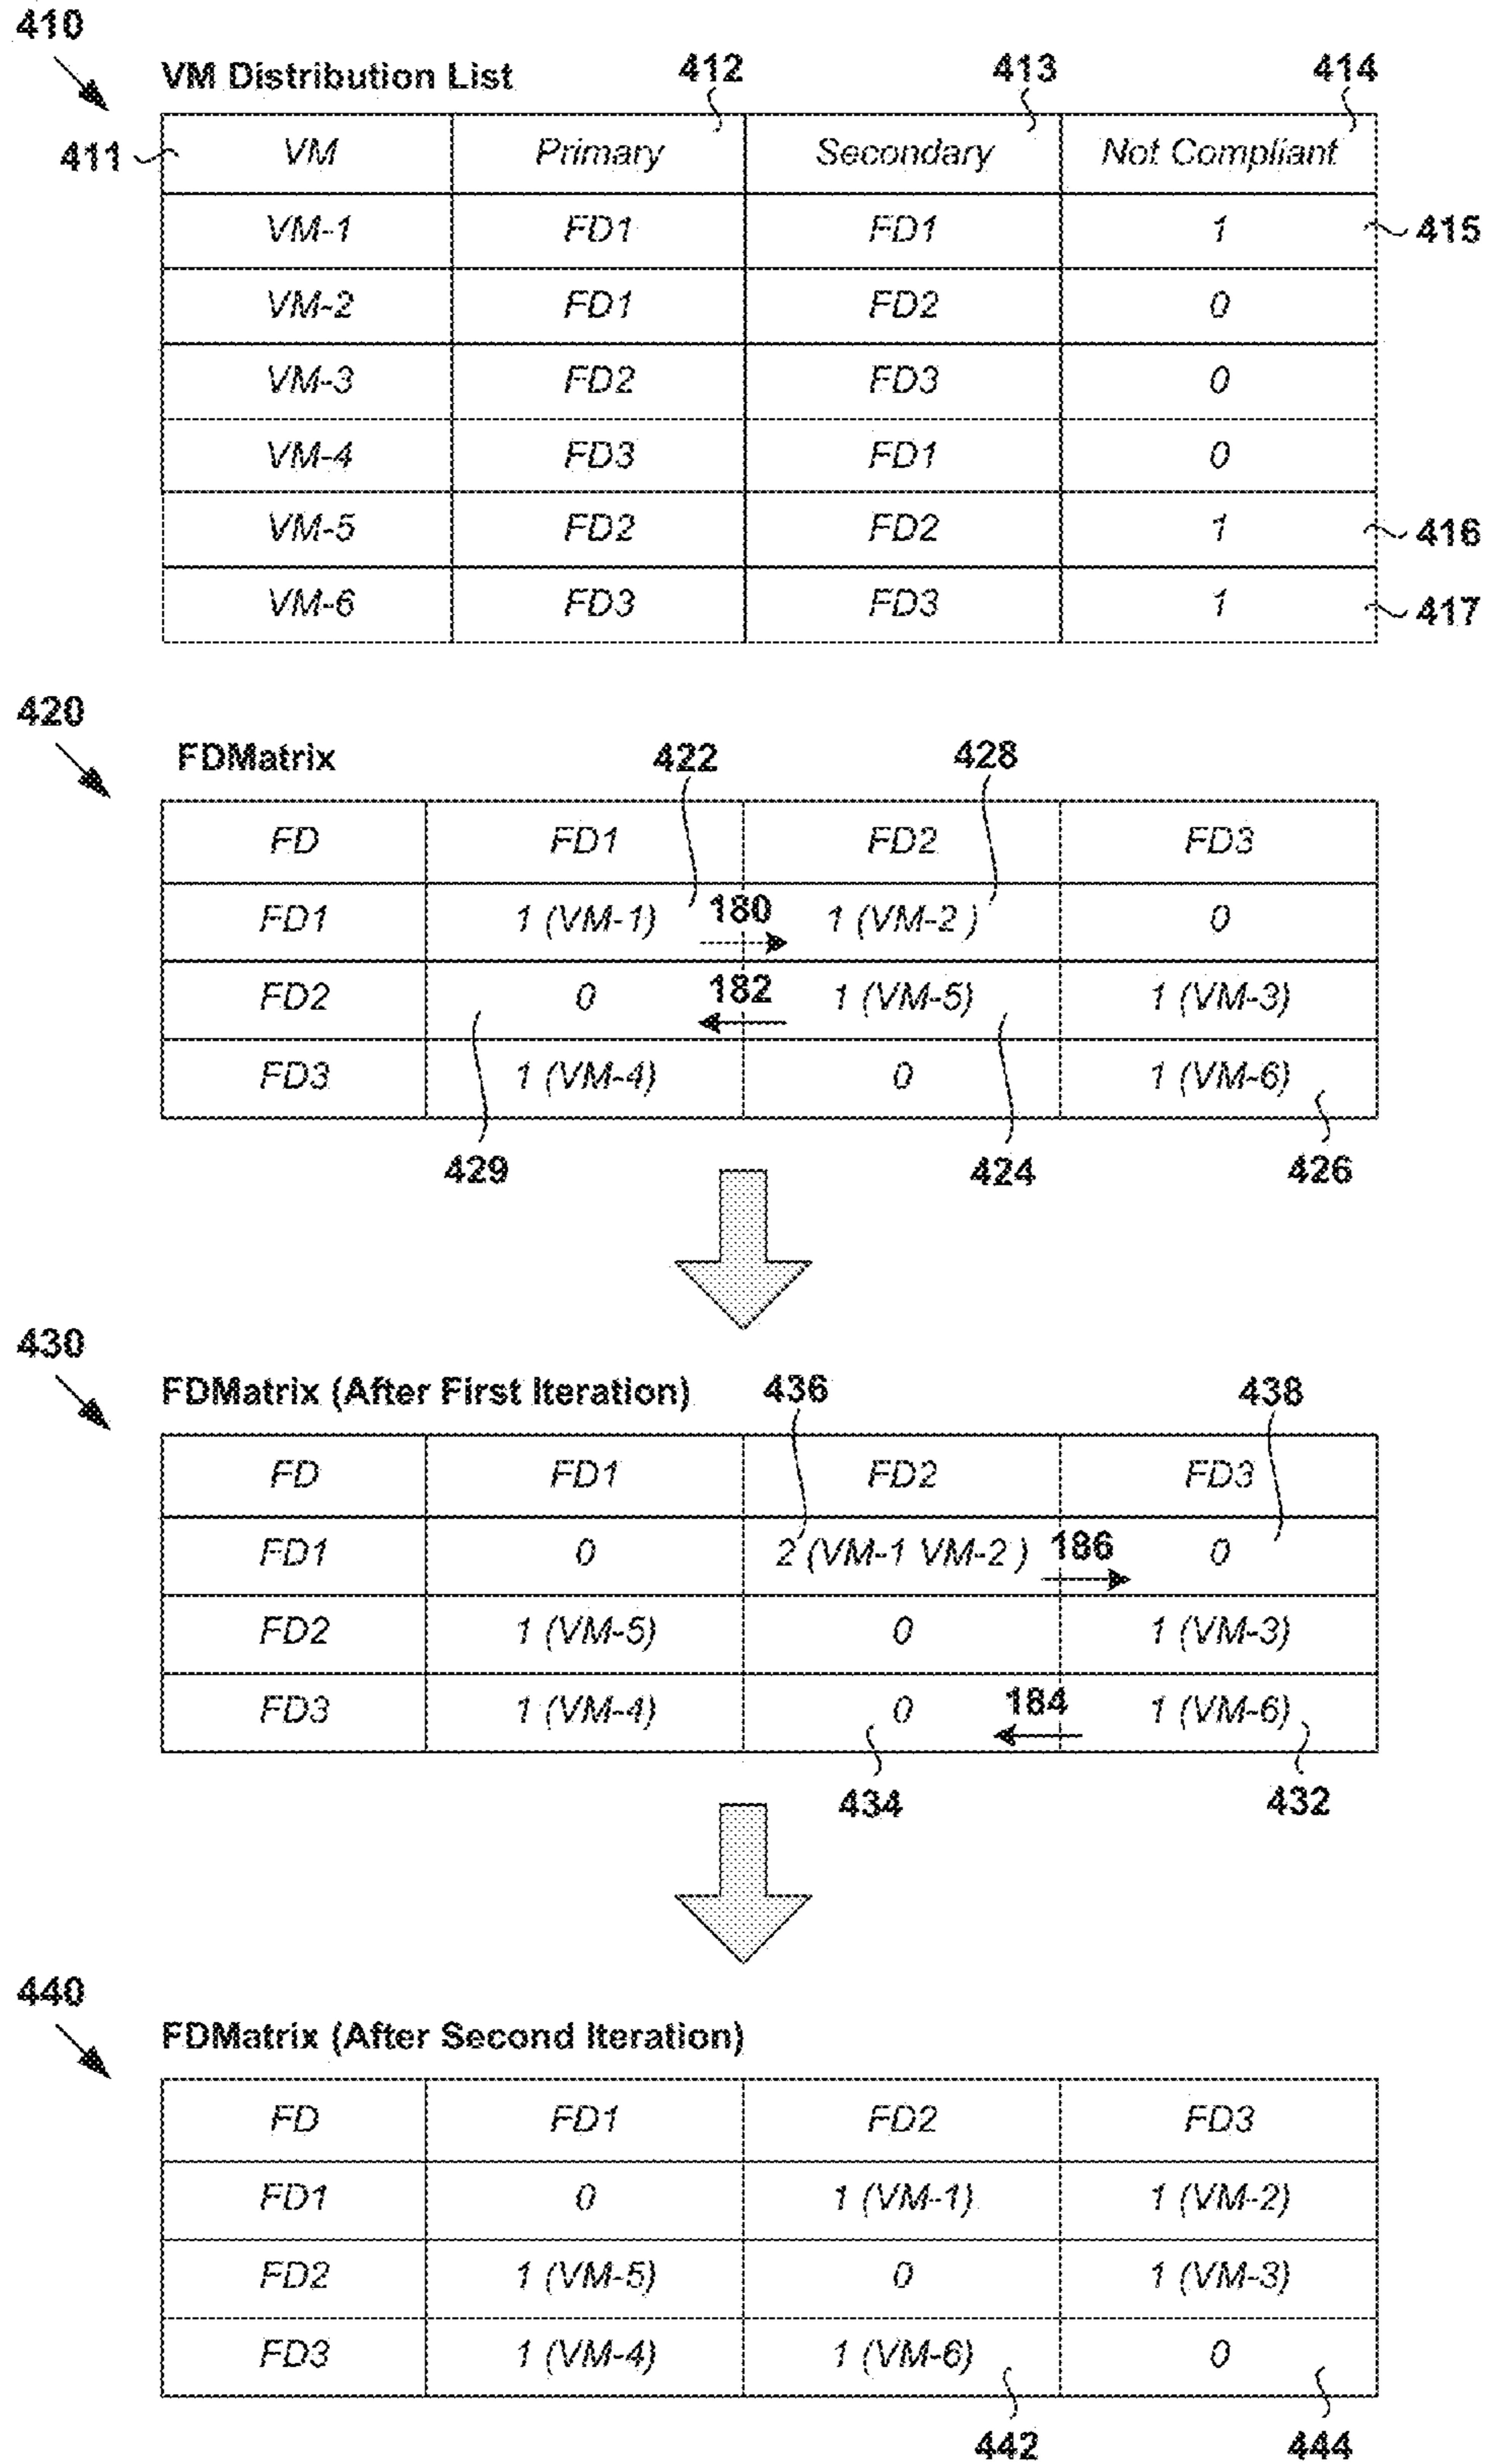 410
VM Distribution List 412 413 414
411 VM Primary Secondary Not Compliant
VM-1 FD1 FD1 1 415
VM-2 FD1 FD2 0
VM-3 FD2 FD3 0
VM-4 FD3 FD1 0
VM-5 FD2 FD2 1 416
VM-6 FD3 FD3 1 417
420
FDMatrix 422 428
FD FD1 FD2 FD3
FD1 1 (VM-1) 180 1 (VM-2 ) 0
FD2 0 182 1 (VM-5) 1 (VM-3)
FD3 1 (VM-4) 0 1 (VM-6)
429 424 426
430
FDMatrix (After First Iteration) 436 438
FD FD1 FD2 FD3
FD1 0 2 (VM-1 VM-2 ) 186 0
FD2 1 (VM-5) 0 1 (VM-3)
FD3 1 (VM-4) 0 184 1 (VM-6)
434 432
440
FDMatrix (After Second Iteration)
FD FD1 FD2 FD3
FD1 0 1 (VM-1) 1 (VM-2)
FD2 1 (VM-5) 0 1 (VM-3)
FD3 1 (VM-4) 1 (VM-6) 0
442 444